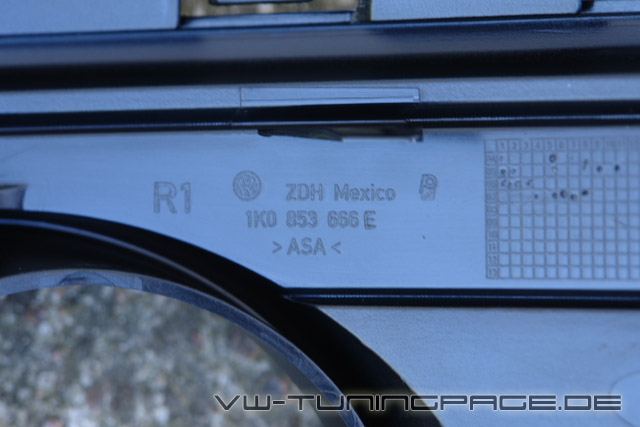 R1 ZDH Mexico
1K0 853 666 E
>ASA<
VW-TUNINGPAGE.DE